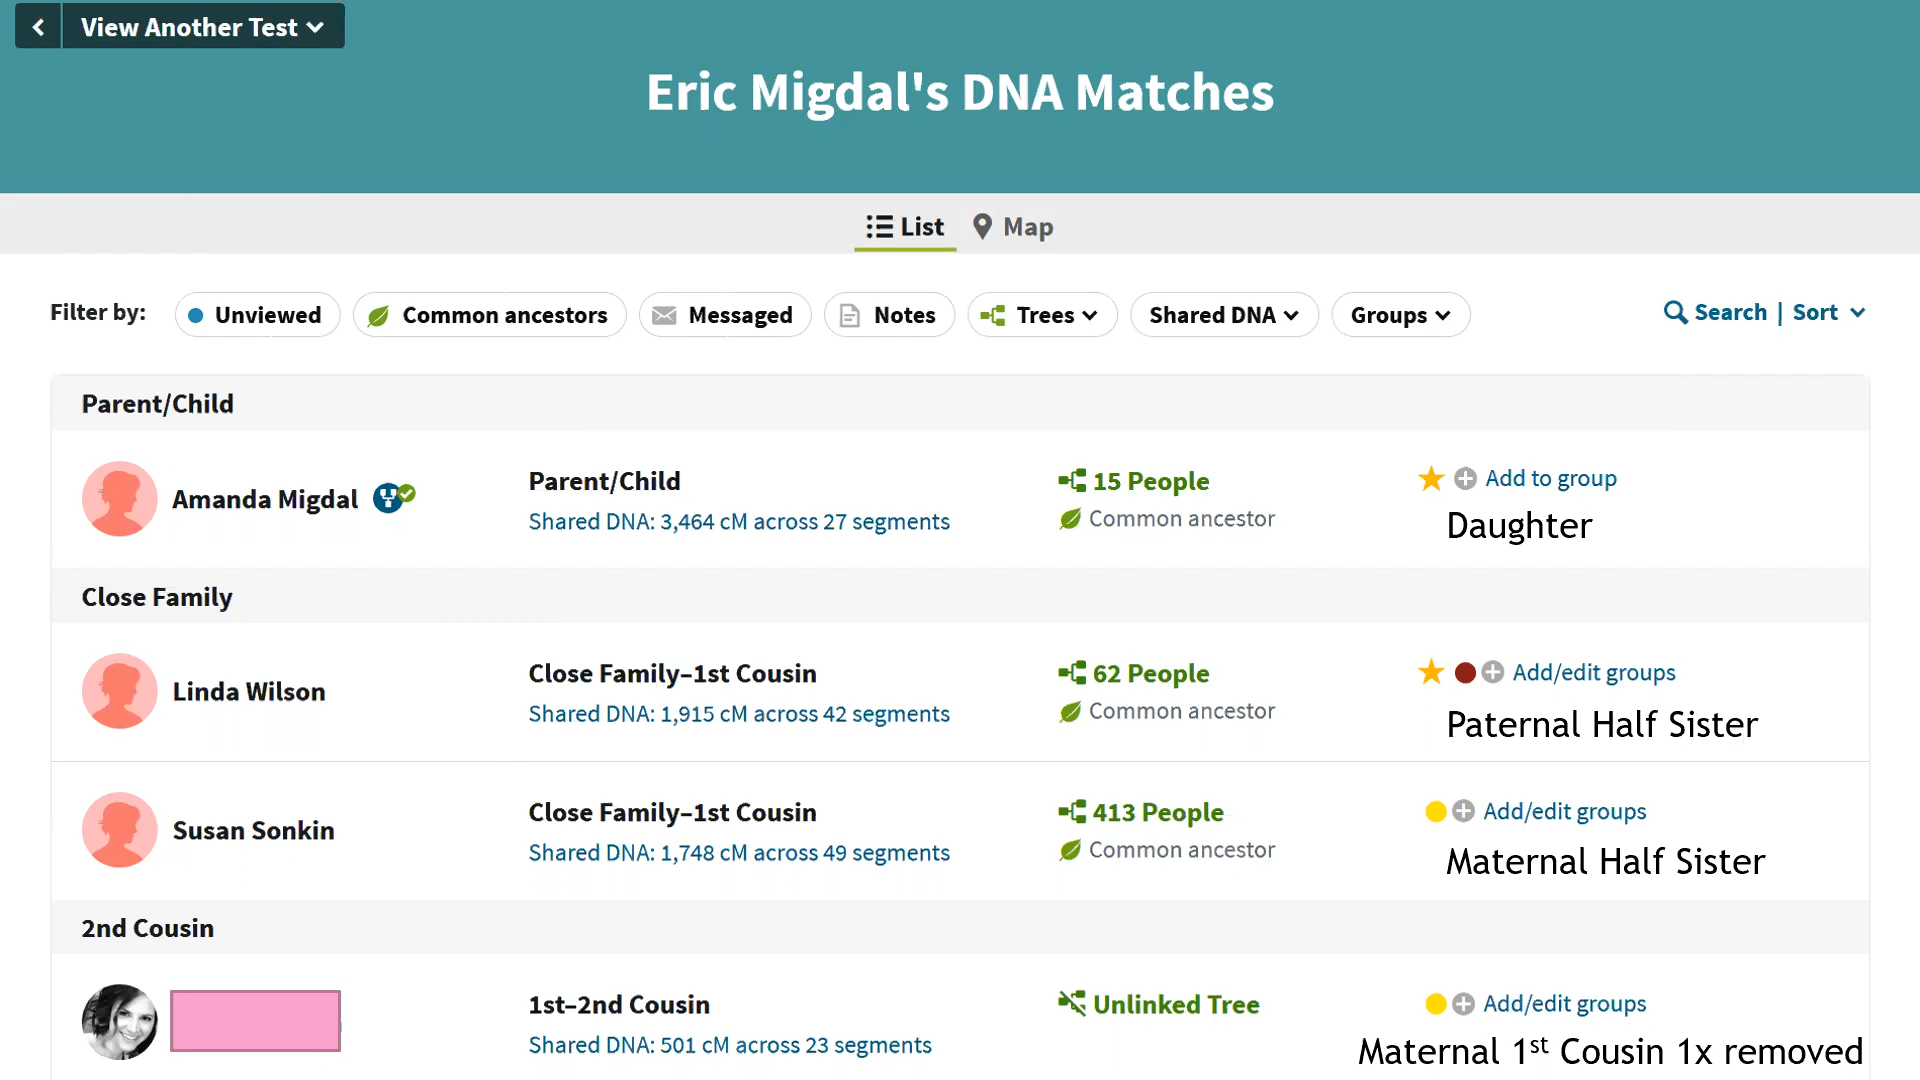 View Another Test
Eric Migdal's DNA Matches
List Map
Filter by: Unviewed Common ancestors Messaged Notes Trees Shared DNA Groups Search | Sort
Parent/Child
Amanda Migdal
Parent/Child
Shared DNA: 3,464 cM across 27 segments
15 People
Common ancestor
Add to group
Daughter
Close Family
Linda Wilson
Close Family–1st Cousin
Shared DNA: 1,915 cM across 42 segments
62 People
Common ancestor
Add/edit groups
Paternal Half Sister
Susan Sonkin
Close Family–1st Cousin
Shared DNA: 1,748 cM across 49 segments
413 People
Common ancestor
Add/edit groups
Maternal Half Sister
2nd Cousin
1st–2nd Cousin
Shared DNA: 501 cM across 23 segments
Unlinked Tree
Add/edit groups
Maternal 1st Cousin 1x removed